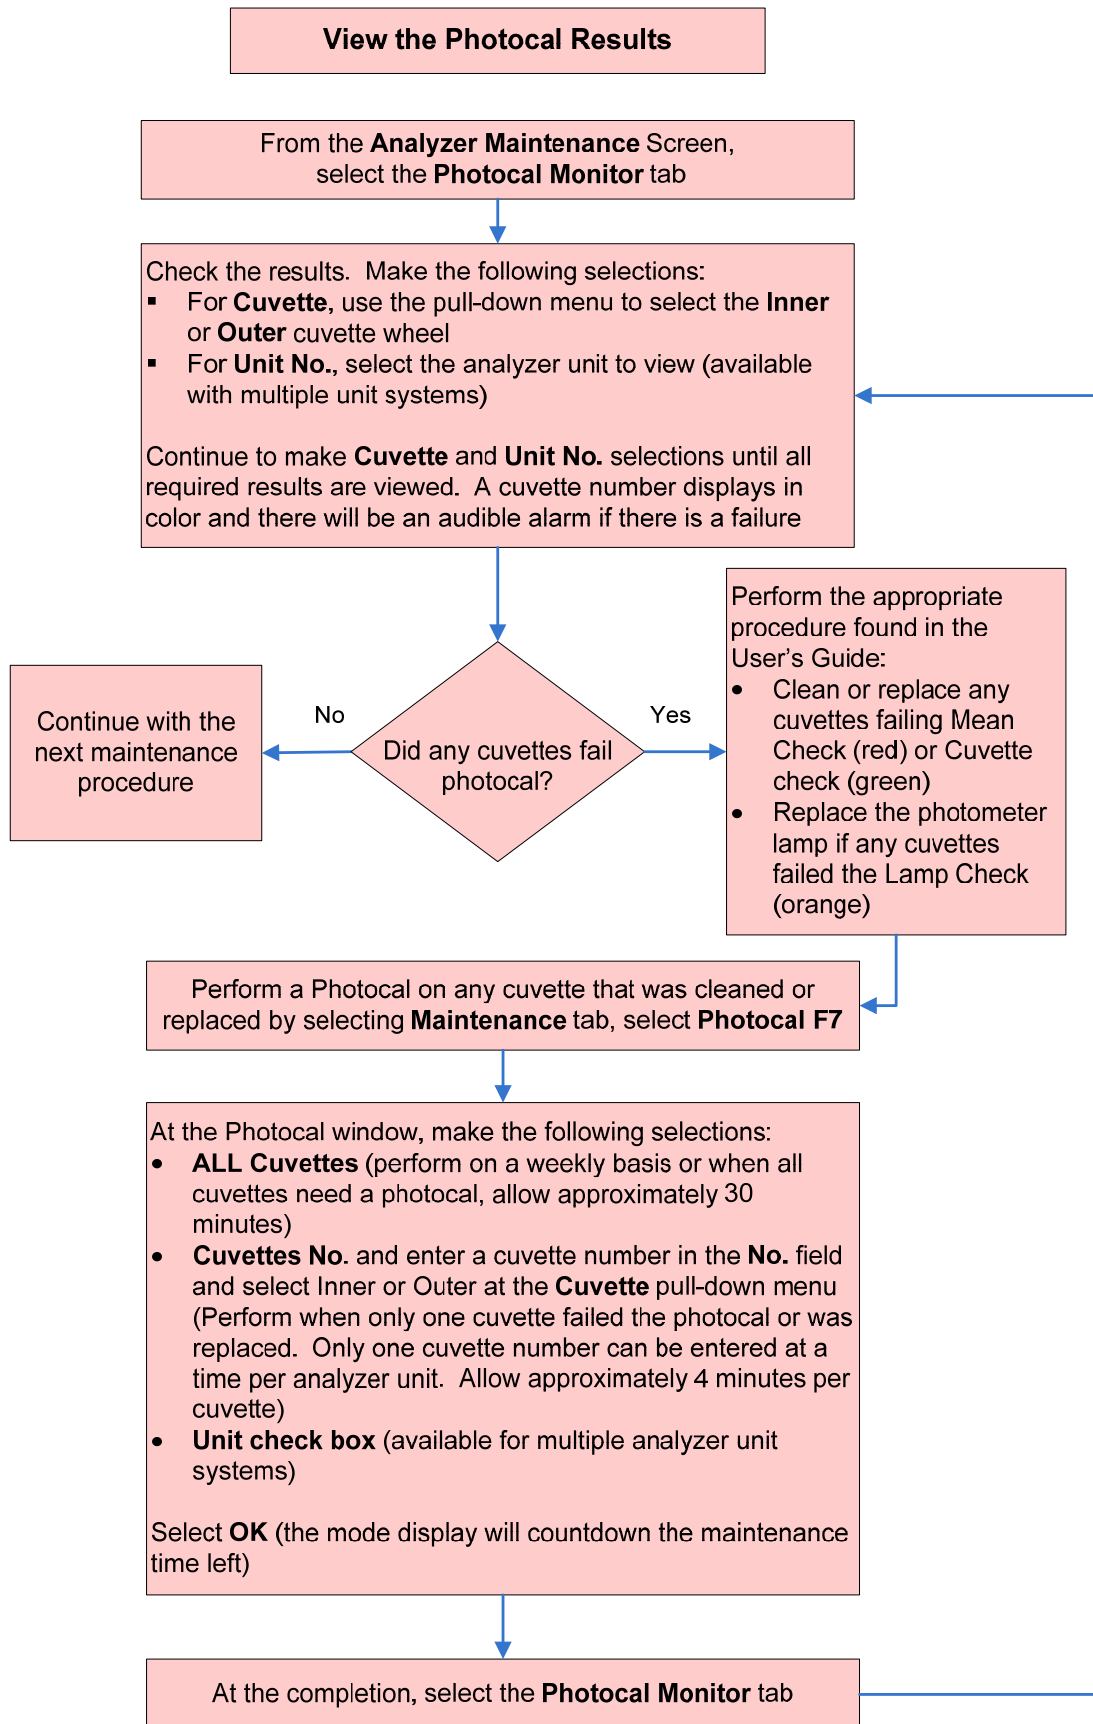 View the Photocal Results
From the Analyzer Maintenance Screen,
select the Photocal Monitor tab
Check the results.  Make the following selections:
▪ For Cuvette, use the pull-down menu to select the Inner
or Outer cuvette wheel
▪ For Unit No., select the analyzer unit to view (available
with multiple unit systems)
Continue to make Cuvette and Unit No. selections until all
required results are viewed.  A cuvette number displays in
color and there will be an audible alarm if there is a failure
Did any cuvettes fail
photocal?
No
Continue with the
next maintenance
procedure
Yes
Perform the appropriate
procedure found in the
User’s Guide:
• Clean or replace any
cuvettes failing Mean
Check (red) or Cuvette
check (green)
• Replace the photometer
lamp if any cuvettes
failed the Lamp Check
(orange)
Perform a Photocal on any cuvette that was cleaned or
replaced by selecting Maintenance tab, select Photocal F7
At the Photocal window, make the following selections:
• ALL Cuvettes (perform on a weekly basis or when all
cuvettes need a photocal, allow approximately 30
minutes)
• Cuvettes No. and enter a cuvette number in the No. field
and select Inner or Outer at the Cuvette pull-down menu
(Perform when only one cuvette failed the photocal or was
replaced.  Only one cuvette number can be entered at a
time per analyzer unit.  Allow approximately 4 minutes per
cuvette)
• Unit check box (available for multiple analyzer unit
systems)
Select OK (the mode display will countdown the maintenance
time left)
At the completion, select the Photocal Monitor tab